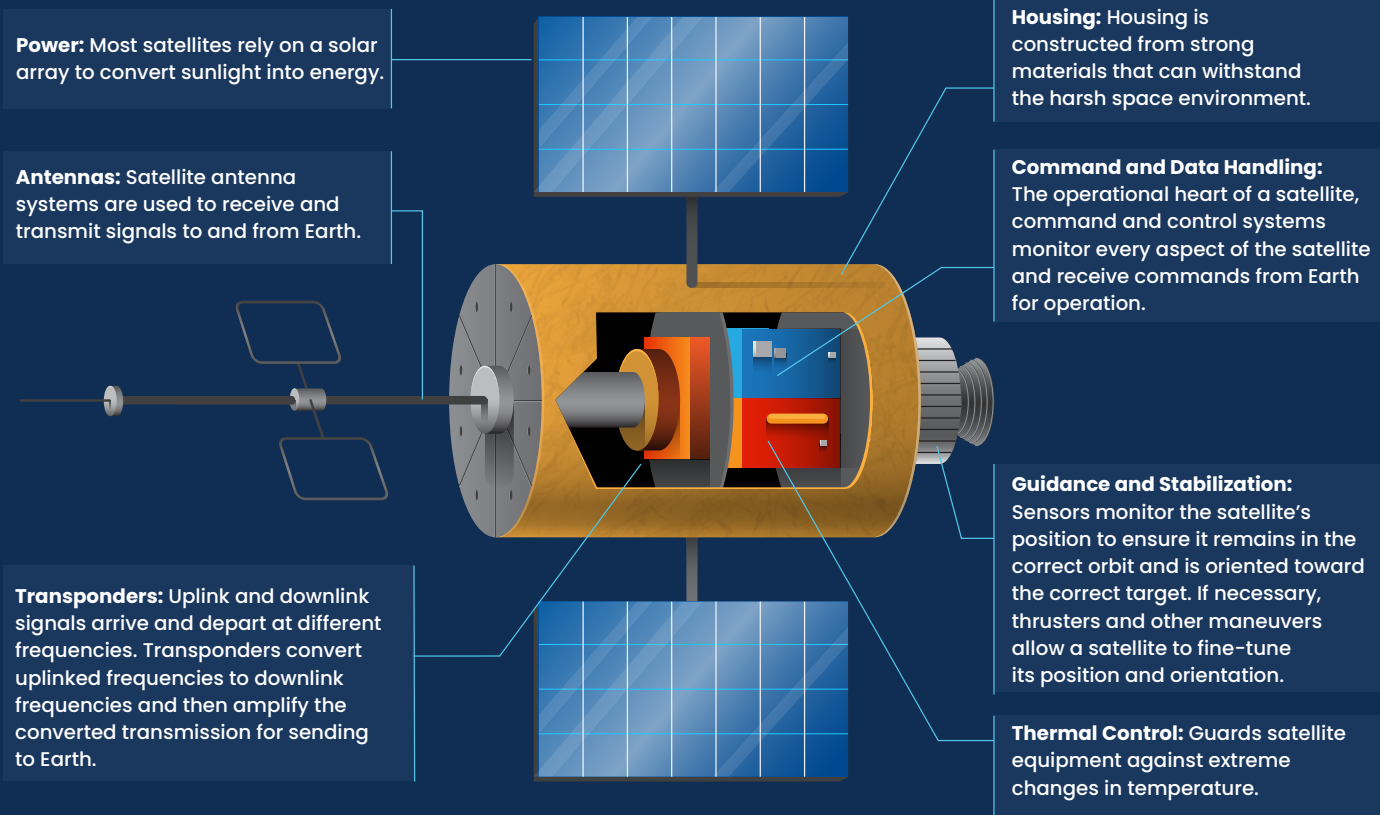 Power: Most satellites rely on a solar
array to convert sunlight into energy.
Antennas: Satellite antenna
systems are used to receive and
transmit signals to and from Earth.
Transponders: Uplink and downlink
signals arrive and depart at different
frequencies. Transponders convert
uplinked frequencies to downlink
frequencies and then amplify the
converted transmission for sending
to Earth.
Housing: Housing is
constructed from strong
materials that can withstand
the harsh space environment.
Command and Data Handling:
The operational heart of a satellite,
command and control systems
monitor every aspect of the satellite
and receive commands from Earth
for operation.
Guidance and Stabilization:
Sensors monitor the satellite’s
position to ensure it remains in the
correct orbit and is oriented toward
the correct target. If necessary,
thrusters and other maneuvers
allow a satellite to fine-tune
its position and orientation.
Thermal Control: Guards satellite
equipment against extreme
changes in temperature.